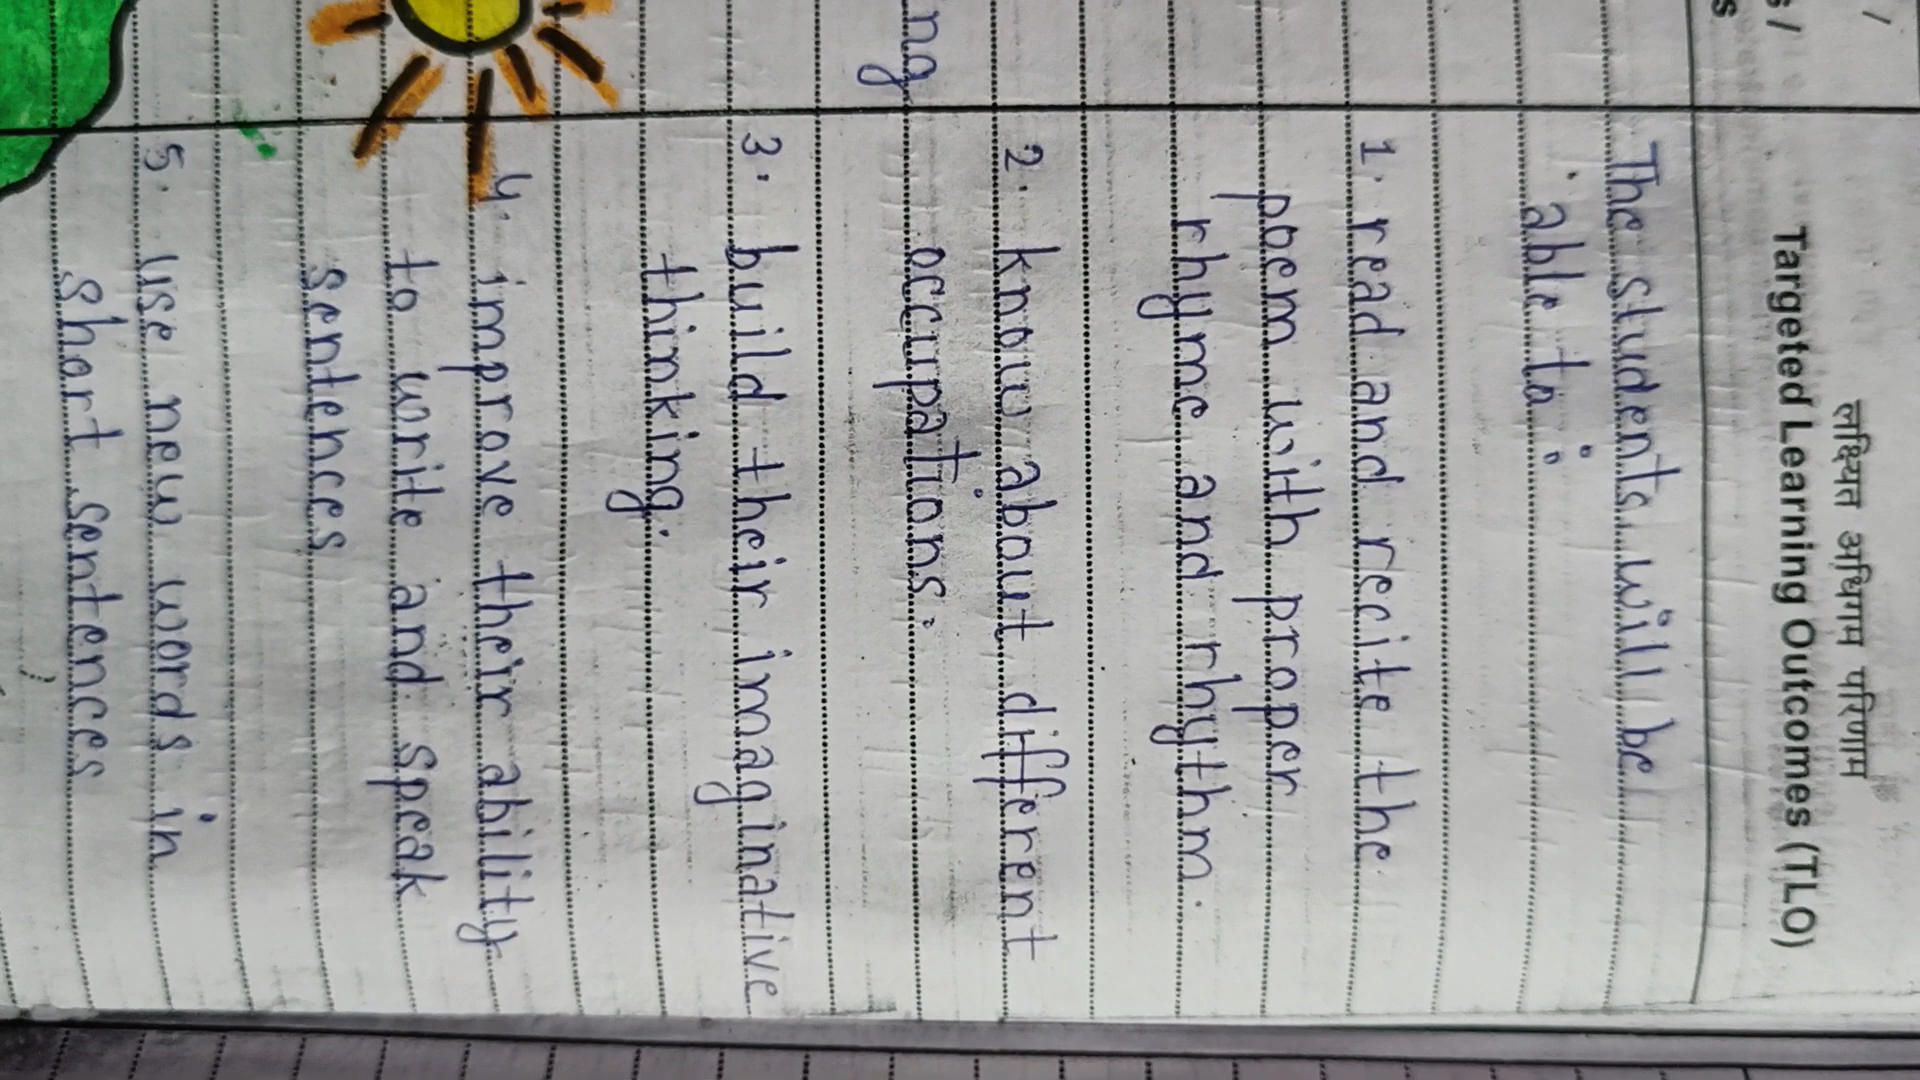 लक्ष्यित अधिगम परिणाम
Targeted Learning Outcomes (TLO)
The students will be
able to :
1. read and recite the
poem with proper
rhyme and rhythm.
2. know about different
occupations.
3. build their imaginative
thinking.
4. improve their ability
to write and speak
sentences
5. use new words in
short sentences
ng